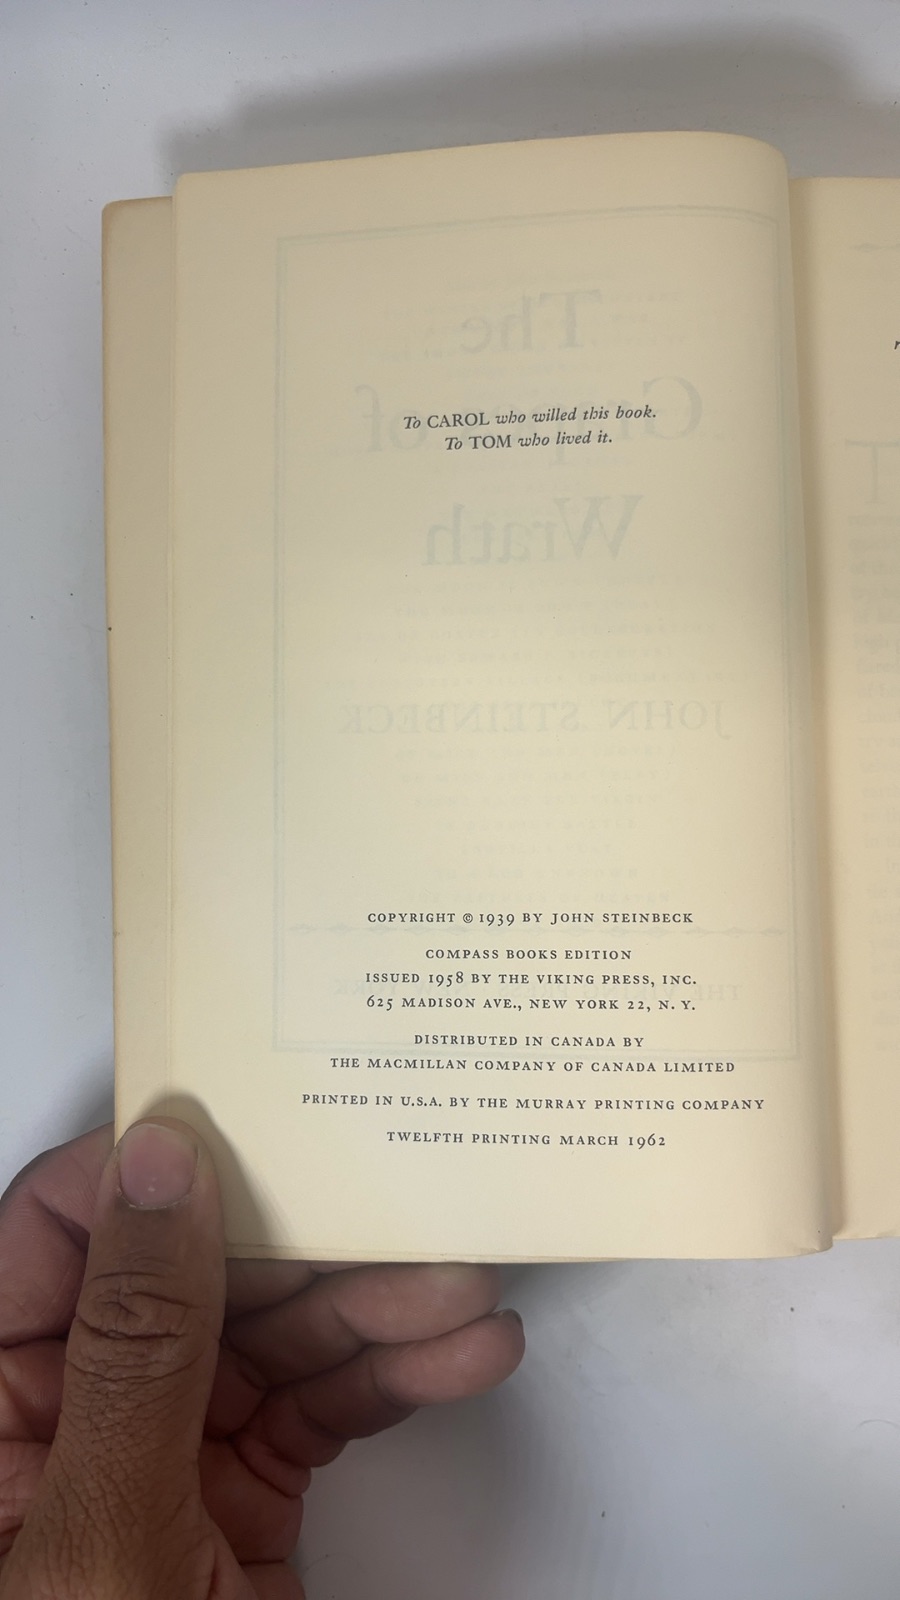 To CAROL who willed this book.
To TOM who lived it.
COPYRIGHT © 1939 BY JOHN STEINBECK
COMPASS BOOKS EDITION
ISSUED 1958 BY THE VIKING PRESS, INC.
625 MADISON AVE., NEW YORK 22, N. Y.
DISTRIBUTED IN CANADA BY
THE MACMILLAN COMPANY OF CANADA LIMITED
PRINTED IN U.S.A. BY THE MURRAY PRINTING COMPANY
TWELFTH PRINTING MARCH 1962